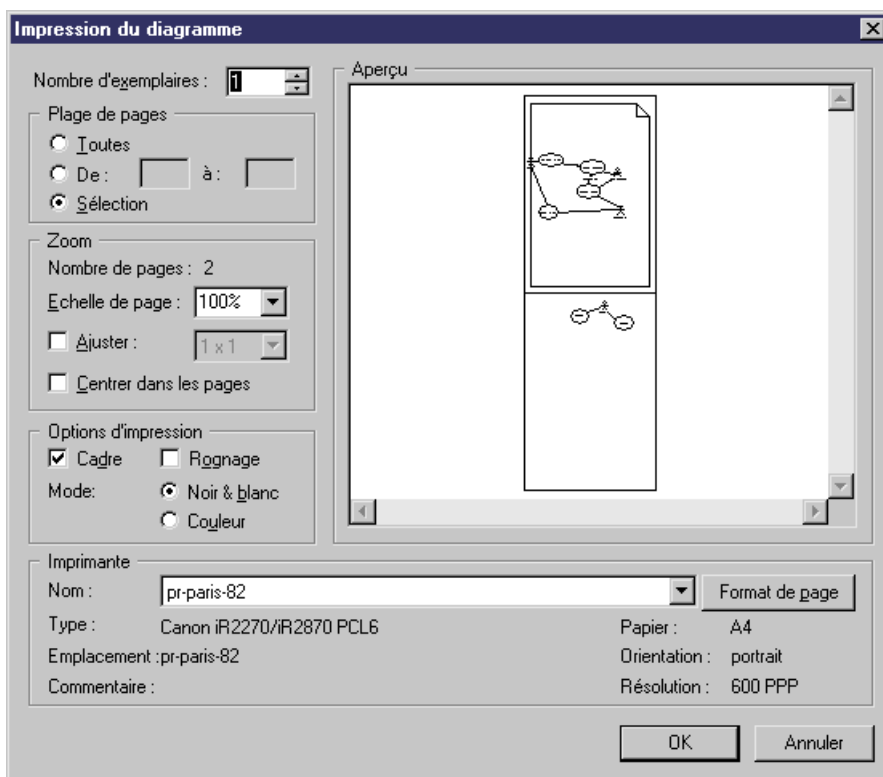 Impression du diagramme
Nombre d'exemplaires : 1
Plage de pages
Toutes
De : à :
Sélection
Zoom
Nombre de pages : 2
Echelle de page : 100%
Ajuster : 1 x 1
Centrer dans les pages
Options d'impression
Cadre Rognage
Mode: Noir & blanc
Couleur
Aperçu
Imprimante
Nom : pr-paris-82 Format de page
Type : Canon iR2270/iR2870 PCL6 Papier : A4
Emplacement :pr-paris-82 Orientation : portrait
Commentaire : Résolution : 600 PPP
OK Annuler